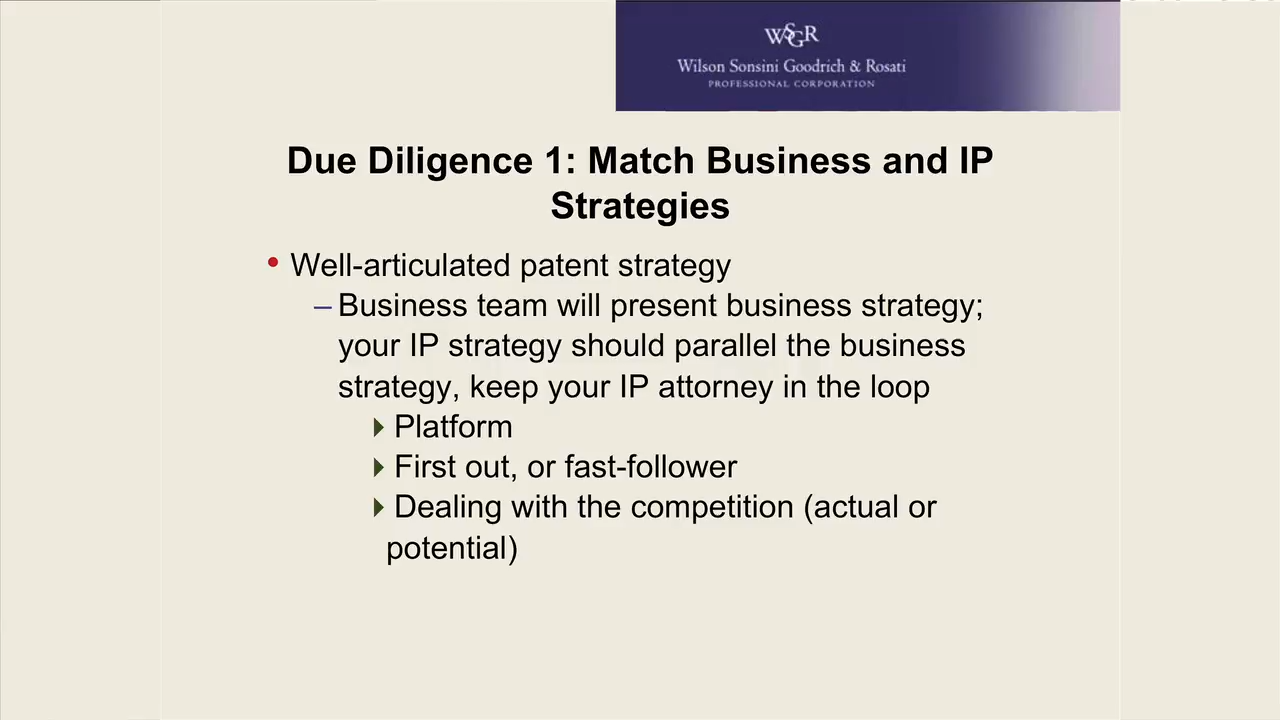 WSGR
Wilson Sonsini Goodrich & Rosati
PROFESSIONAL CORPORATION
Due Diligence 1: Match Business and IP
Strategies
• Well-articulated patent strategy
– Business team will present business strategy;
your IP strategy should parallel the business
strategy, keep your IP attorney in the loop
Platform
First out, or fast-follower
Dealing with the competition (actual or
potential)